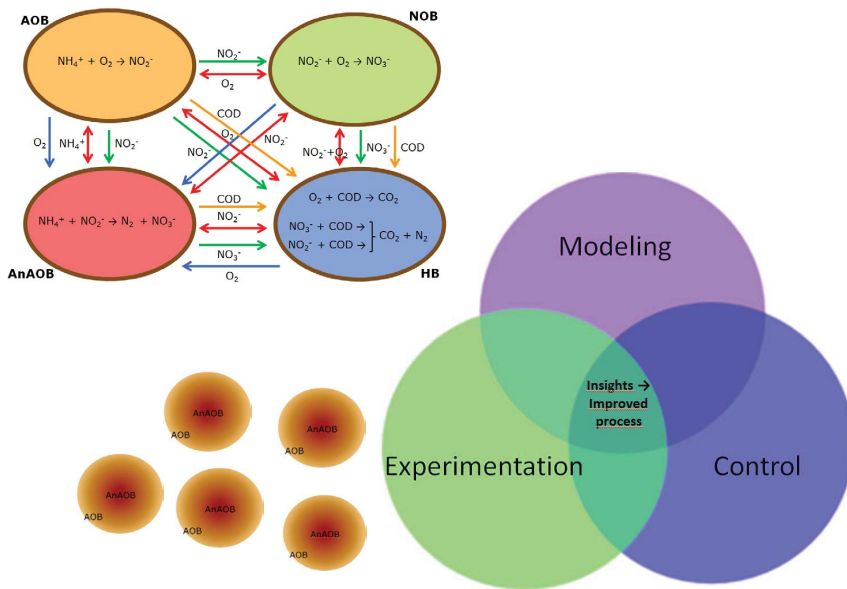 AOB
NOB
NH₄⁺ + O₂ → NO₂⁻
NO₂⁻
O₂
NO₂⁻ + O₂ → NO₃⁻
COD
O₂
NO₂⁻
NO₂⁻
O₂
NH₄⁺
NO₂⁻
NO₂⁻+O₂
NO₃⁻
COD
NH₄⁺ + NO₂⁻ → N₂ + NO₃⁻
COD
NO₂⁻
NO₃⁻
O₂
O₂ + COD → CO₂
NO₃⁻ + COD →
NO₂⁻ + COD →
CO₂ + N₂
AnAOB
HB
Modeling
Insights →
Improved
process
Experimentation
Control
AnAOB
AOB
AnAOB
AOB
AnAOB
AOB
AnAOB
AOB
AnAOB
AOB